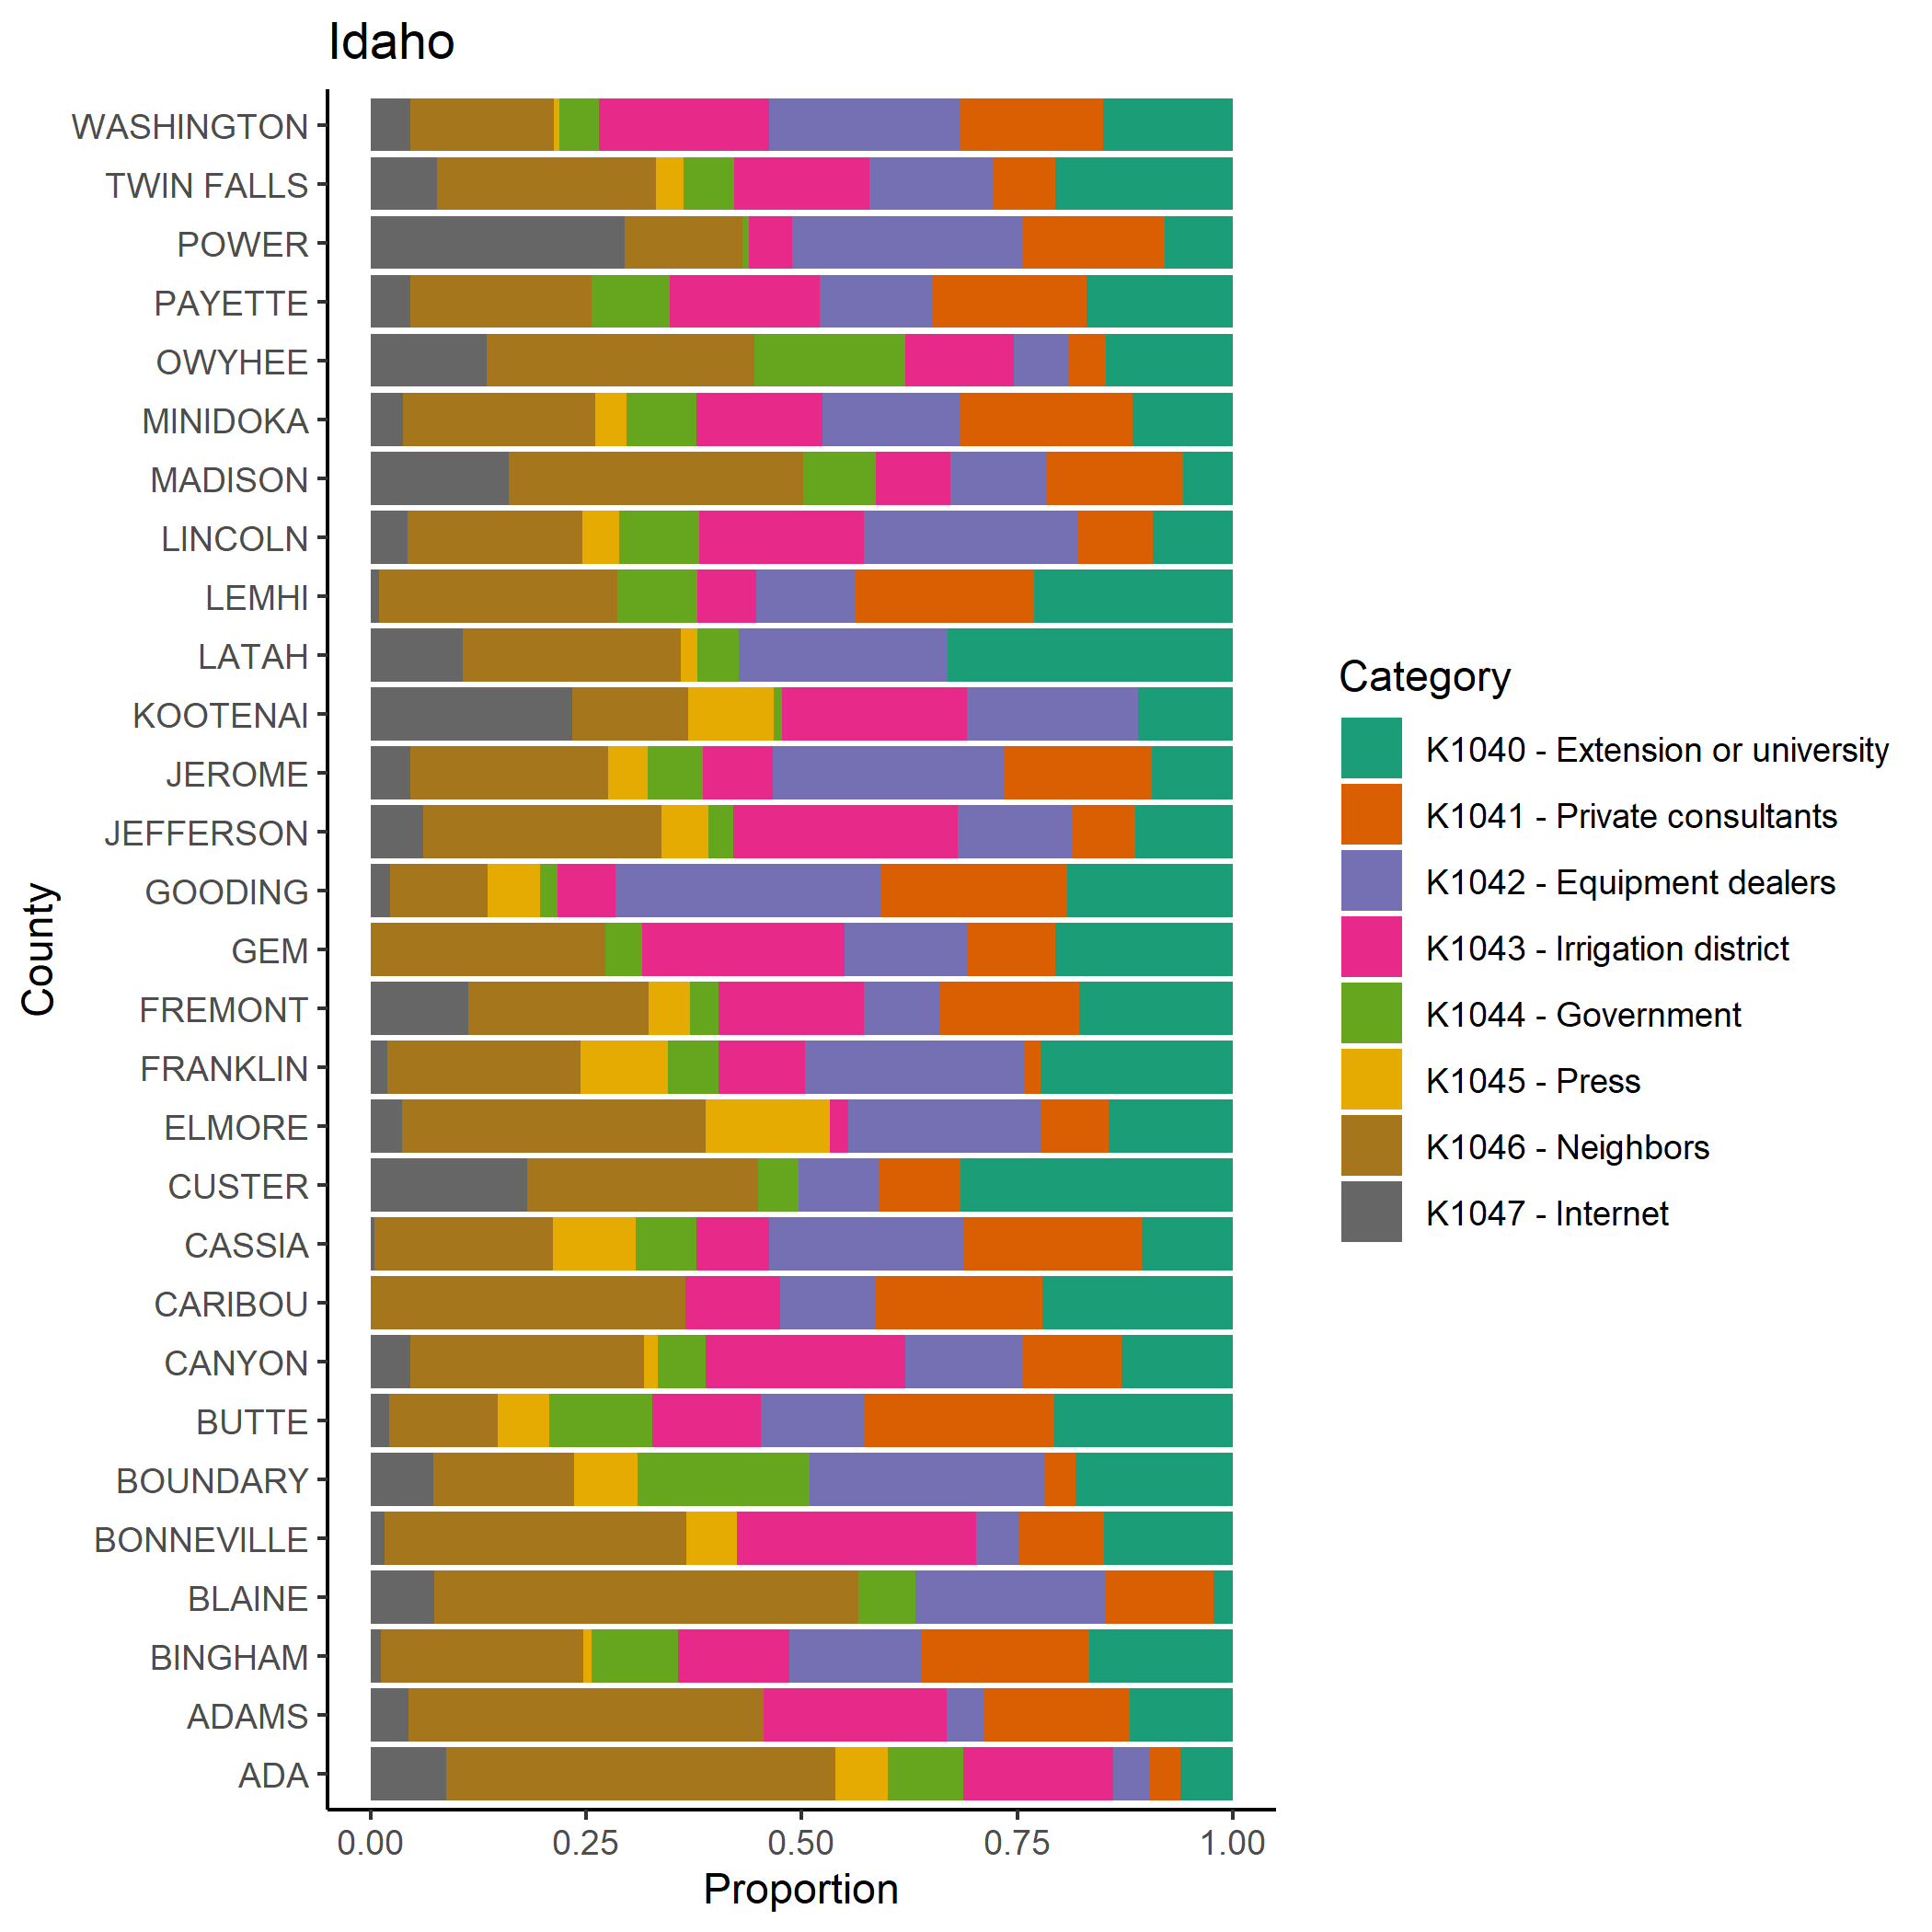 Idaho
WASHINGTON
TWIN FALLS
POWER
PAYETTE
OWYHEE
MINIDOKA
MADISON
LINCOLN
LEMHI
LATAH
KOOTENAI
JEROME
JEFFERSON
GOODING
GEM
FREMONT
FRANKLIN
ELMORE
CUSTER
CASSIA
CARIBOU
CANYON
BUTTE
BOUNDARY
BONNEVILLE
BLAINE
BINGHAM
ADAMS
ADA
County
0.00 0.25 0.50 0.75 1.00
Proportion
Category
K1040 - Extension or university
K1041 - Private consultants
K1042 - Equipment dealers
K1043 - Irrigation district
K1044 - Government
K1045 - Press
K1046 - Neighbors
K1047 - Internet